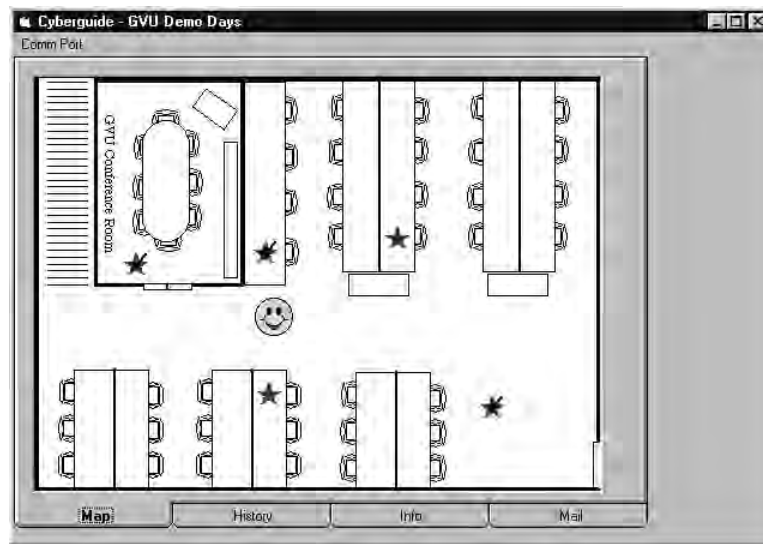 Cyberguide - GVU Demo Days
Comm Port
GVU Conference Room
Map
History
Info
Mail